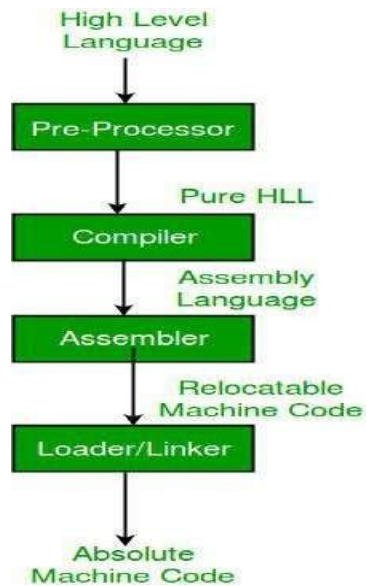 High Level
Language
Pre-Processor
Pure HLL
Compiler
Assembly
Language
Assembler
Relocatable
Machine Code
Loader/Linker
Absolute
Machine Code